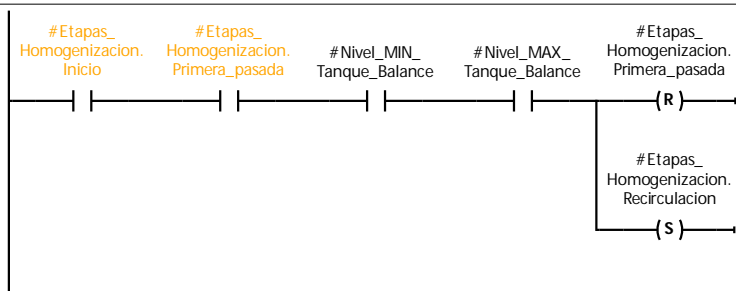 #Etapas_
Homogenizacion.
Inicio
#Etapas_
Homogenizacion.
Primera_pasada
#Nivel_MIN_
Tanque_Balance
#Nivel_MAX_
Tanque_Balance
#Etapas_
Homogenizacion.
Primera_pasada
R
#Etapas_
Homogenizacion.
Recirculacion
S